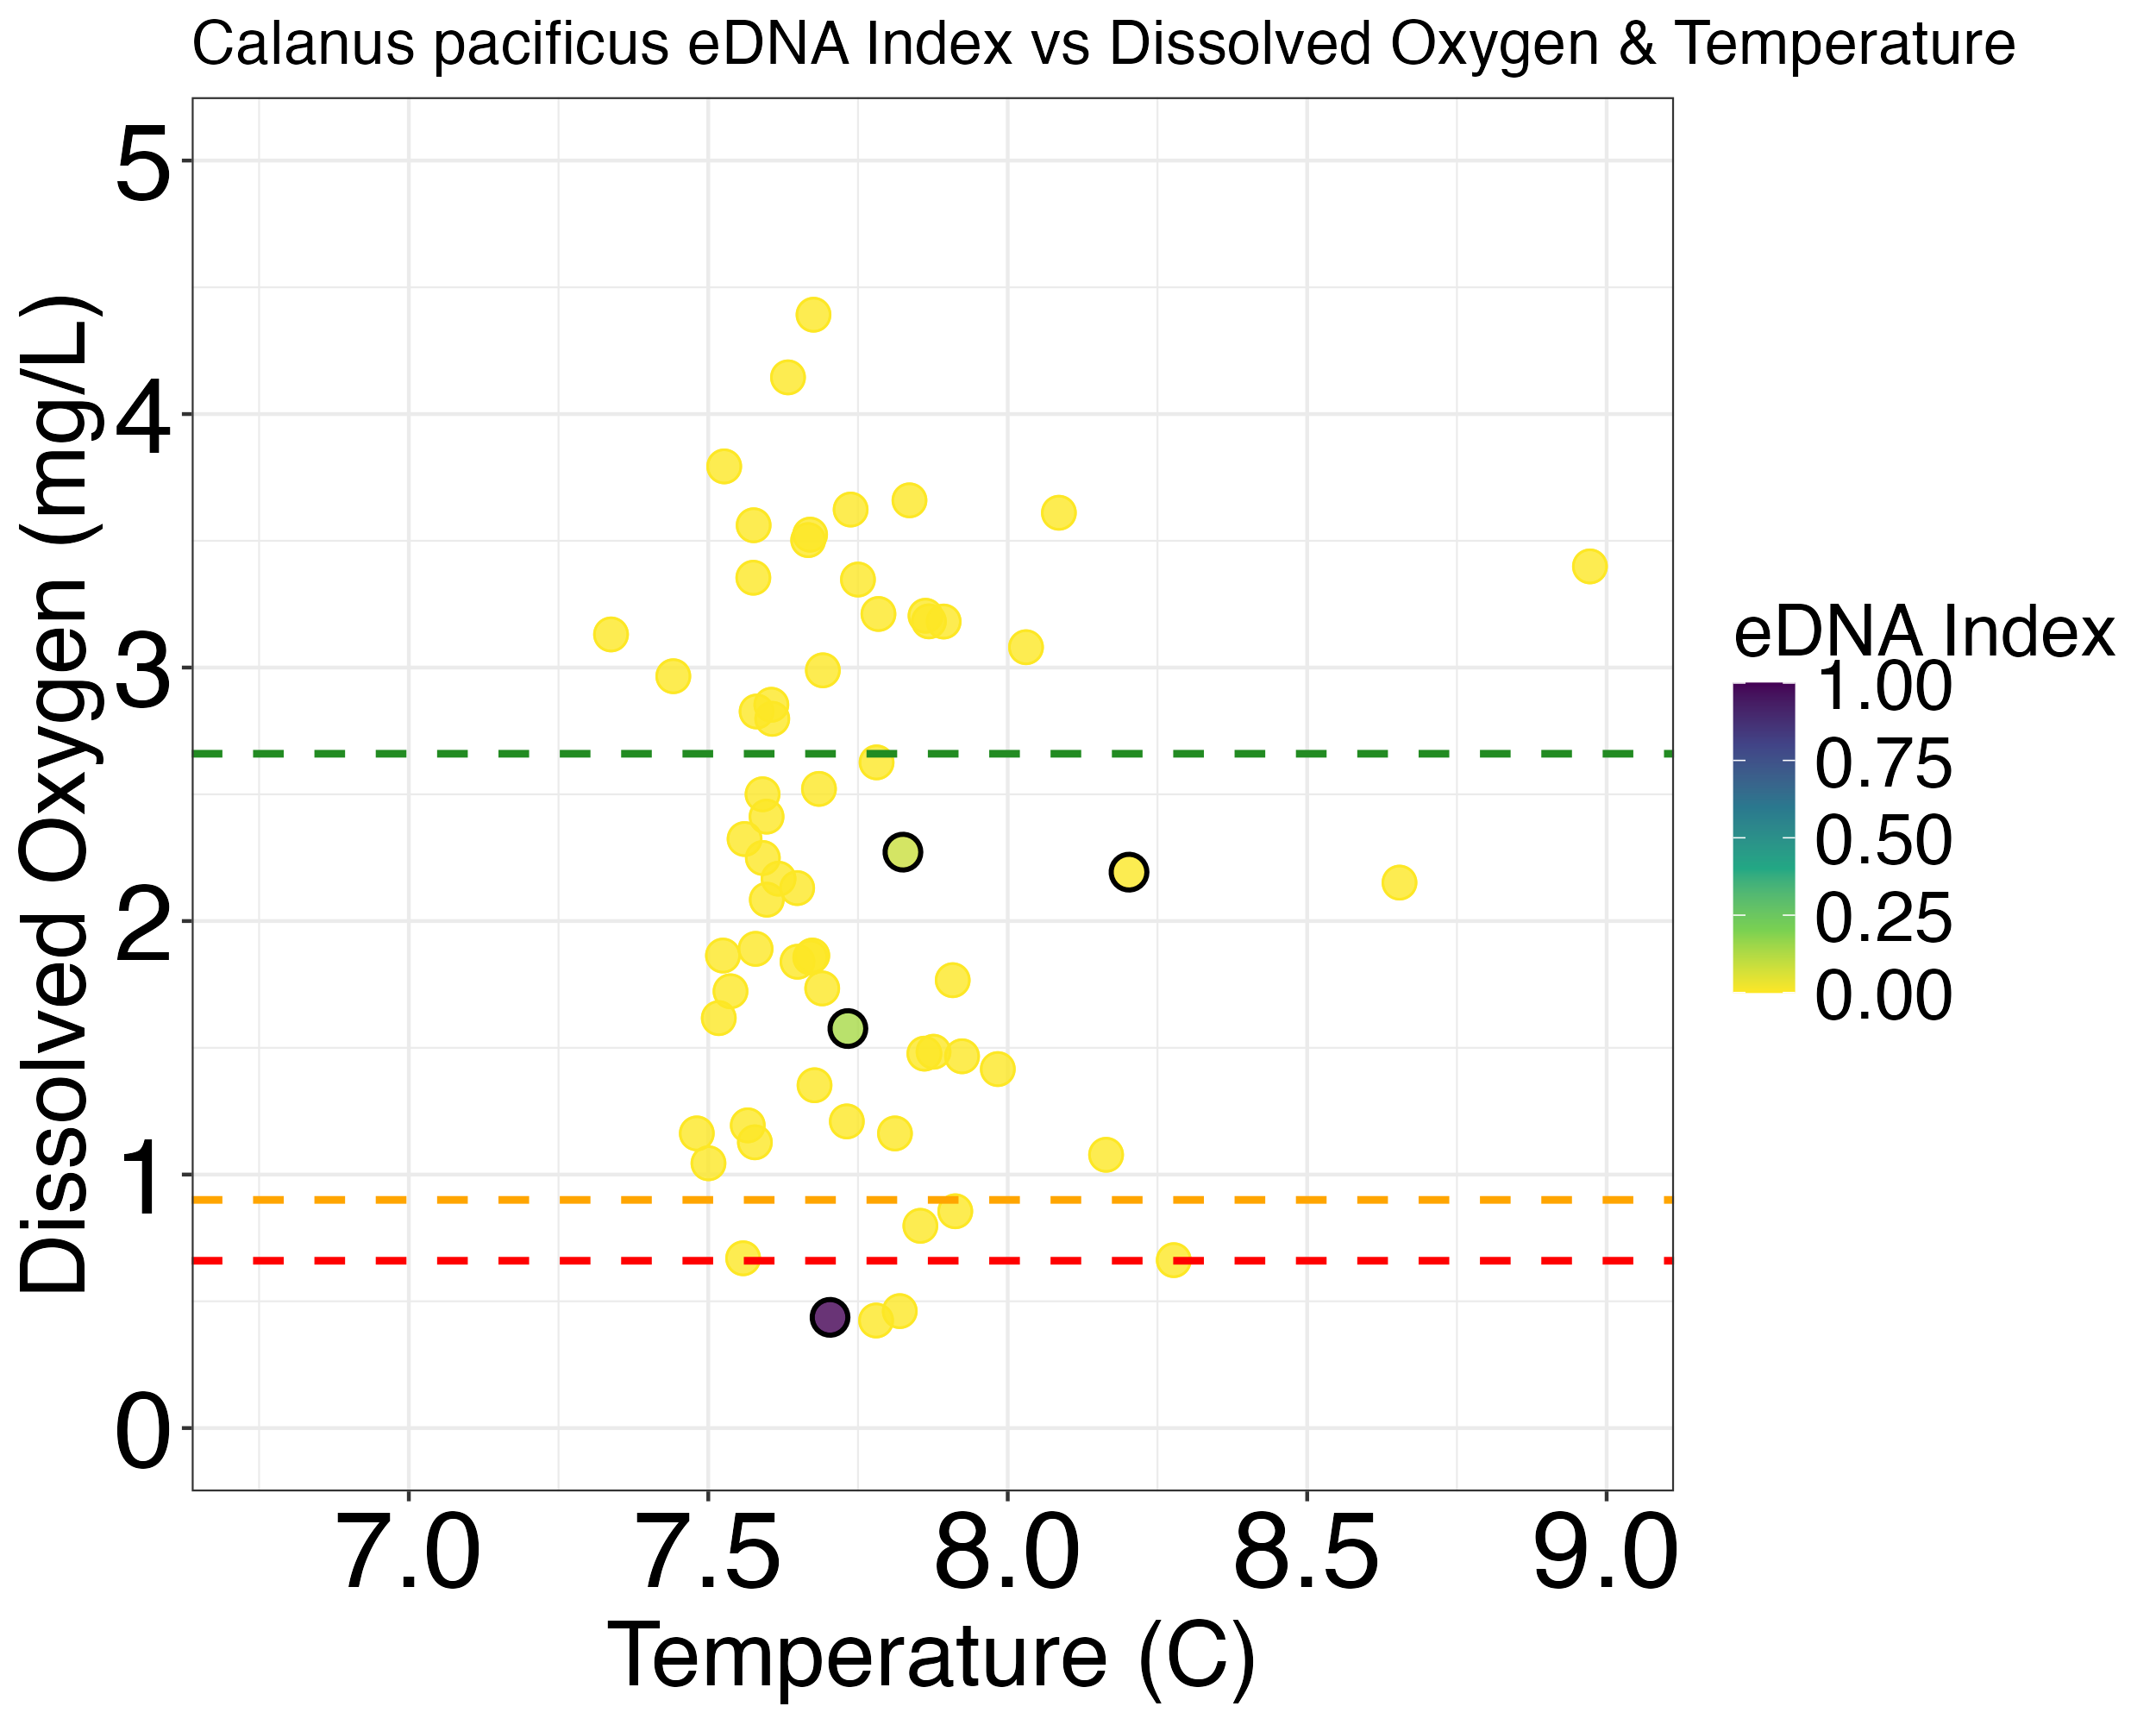 Calanus pacificus eDNA Index vs Dissolved Oxygen & Temperature
Dissolved Oxygen (mg/L)
5
4
3
2
1
0
7.0 7.5 8.0 8.5 9.0
Temperature (C)
eDNA Index
1.00
0.75
0.50
0.25
0.00